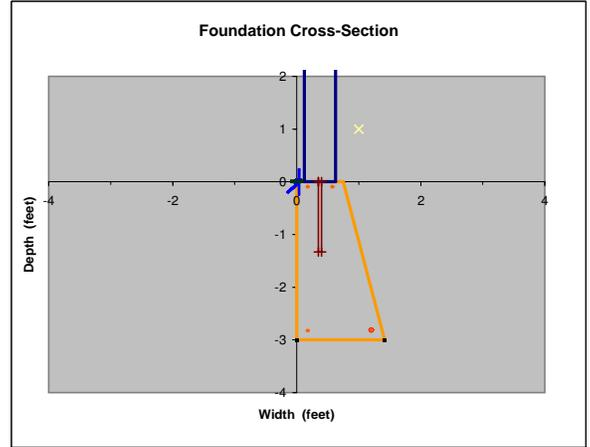 Foundation Cross-Section
2
1
-4 -2 0 2 4
-1
-2
-3
-4
Depth (feet)
Width (feet)